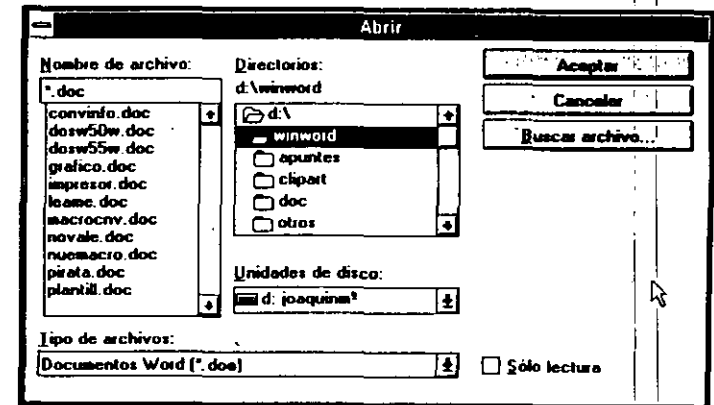 Abrir
Nombre de archivo:
*.doc
convinfo.doc
dosw50w.doc
dosw55w.doc
grafico.doc
impresor.doc
leame.doc
macrocnv.doc
novale.doc
nuemacro.doc
pirata.doc
plantill.doc
Directorios:
d:\winword
d:\
winword
apuntes
clipart
doc
otros
Unidades de disco:
d: joaquinmª
Aceptar
Cancelar
Buscar archivo...
Tipo de archivos:
Documentos Word (*.doc)
Sólo lectura